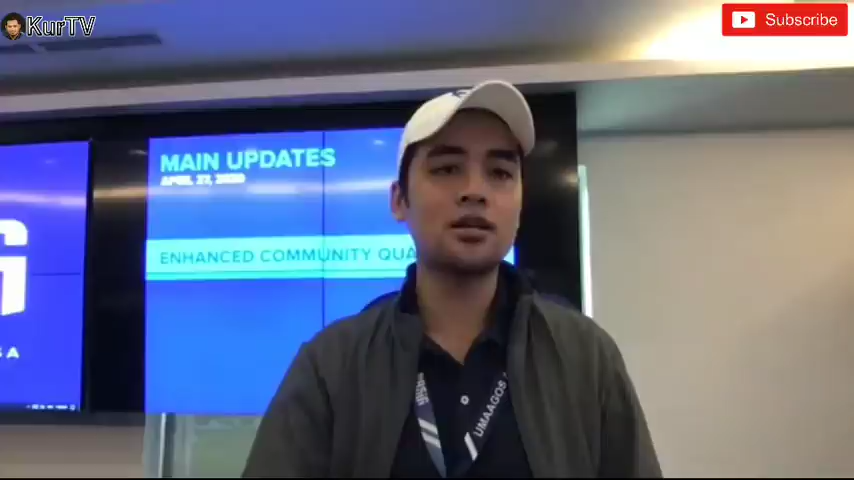 KurTV
Subscribe
MAIN UPDATES
APRIL 27, 2020
ENHANCED COMMUNITY QUA
G
S A
UMAAGOS